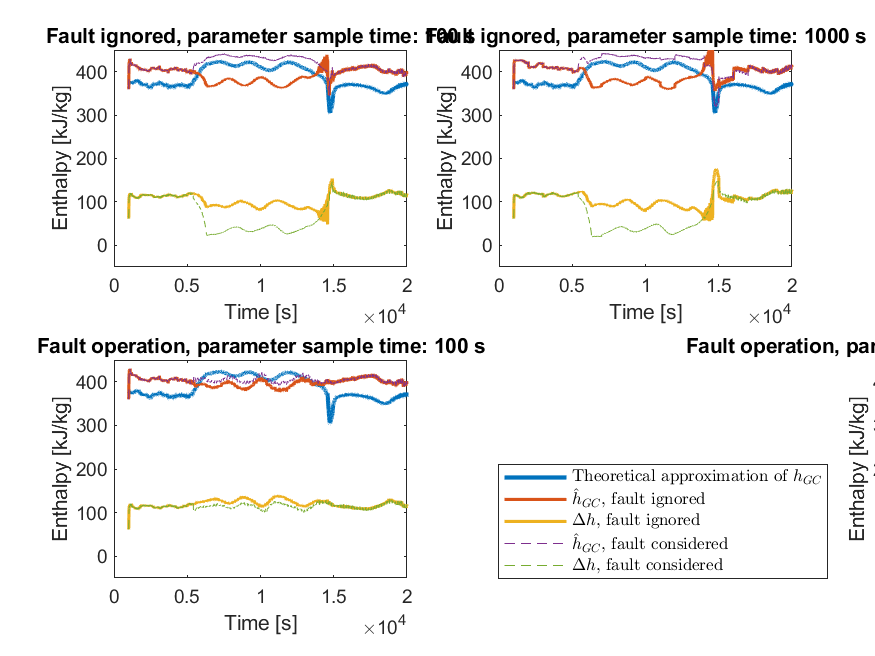 Fault ignored, parameter sample time: 100 s
Fault ignored, parameter sample time: 1000 s
Enthalpy [kJ/kg]
400
300
200
100
0
0 0.5 1 1.5 2
×10^4
Time [s]
Enthalpy [kJ/kg]
400
300
200
100
0
0 0.5 1 1.5 2
×10^4
Time [s]
Fault operation, parameter sample time: 100 s
Fault operation, par
Enthalpy [kJ/kg]
400
300
200
100
0
0 0.5 1 1.5 2
×10^4
Time [s]
Theoretical approximation of h_GC
ĥ_GC, fault ignored
Δh, fault ignored
ĥ_GC, fault considered
Δh, fault considered
Enthalpy [kJ/kg]